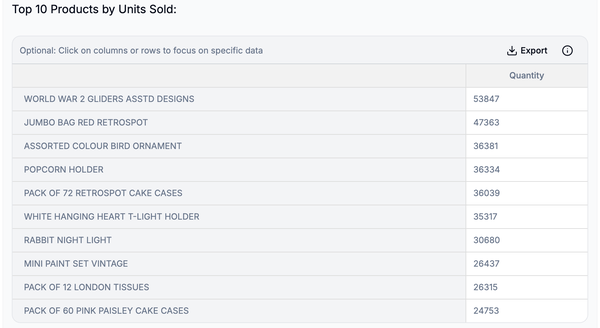 Top 10 Products by Units Sold:
Optional: Click on columns or rows to focus on specific data Export
Quantity
WORLD WAR 2 GLIDERS ASSTD DESIGNS 53847
JUMBO BAG RED RETROSPOT 47363
ASSORTED COLOUR BIRD ORNAMENT 36381
POPCORN HOLDER 36334
PACK OF 72 RETROSPOT CAKE CASES 36039
WHITE HANGING HEART T-LIGHT HOLDER 35317
RABBIT NIGHT LIGHT 30680
MINI PAINT SET VINTAGE 26437
PACK OF 12 LONDON TISSUES 26315
PACK OF 60 PINK PAISLEY CAKE CASES 24753